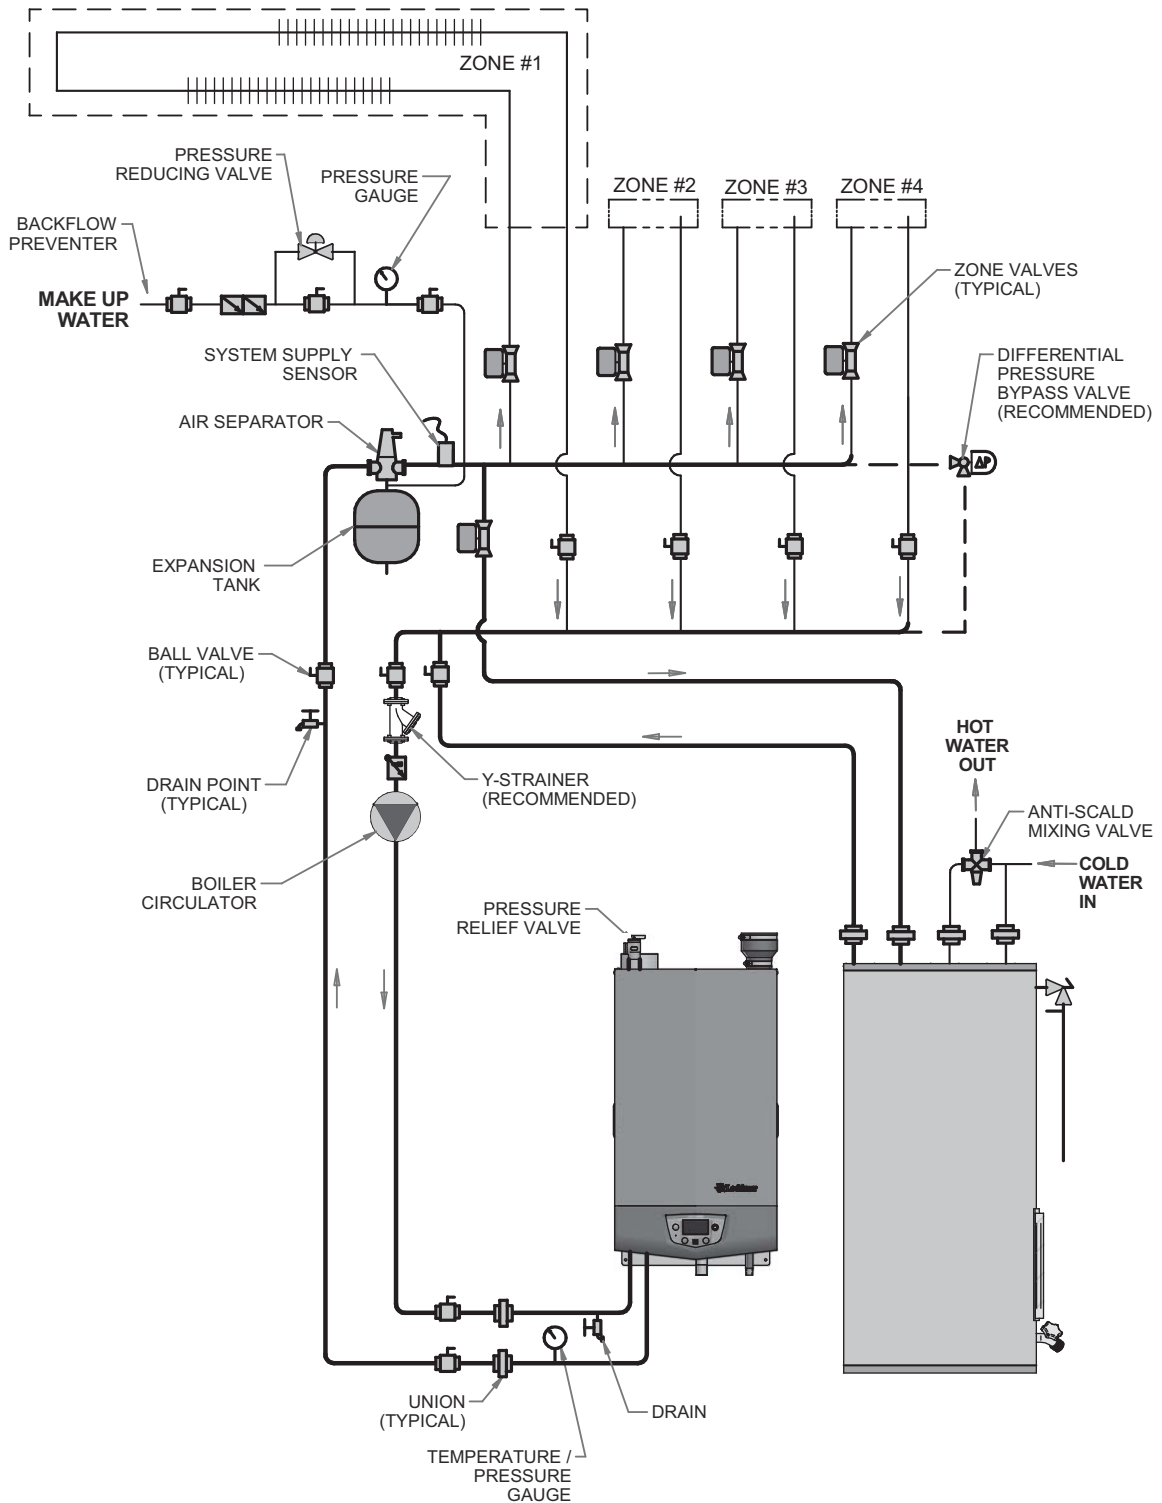 ZONE #1
PRESSURE
REDUCING VALVE
PRESSURE
GAUGE
ZONE #2
ZONE #3
ZONE #4
BACKFLOW
PREVENTER
MAKE UP
WATER
ZONE VALVES
(TYPICAL)
SYSTEM SUPPLY
SENSOR
DIFFERENTIAL
PRESSURE
BYPASS VALVE
(RECOMMENDED)
AIR SEPARATOR
ΔP
EXPANSION
TANK
BALL VALVE
(TYPICAL)
HOT
WATER
OUT
DRAIN POINT
(TYPICAL)
Y-STRAINER
(RECOMMENDED)
ANTI-SCALD
MIXING VALVE
COLD
WATER
IN
BOILER
CIRCULATOR
PRESSURE
RELIEF VALVE
Lochinvar
UNION
(TYPICAL)
DRAIN
TEMPERATURE /
PRESSURE
GAUGE